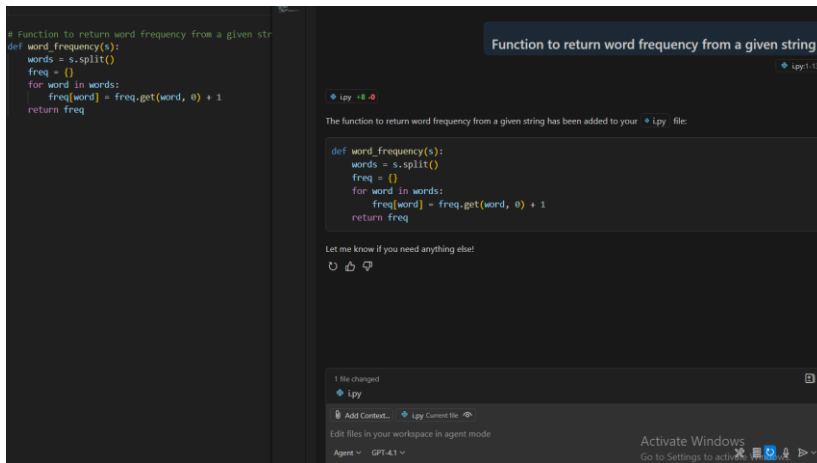 # Function to return word frequency from a given str
def word_frequency(s):
    words = s.split()
    freq = {}
    for word in words:
        freq[word] = freq.get(word, 0) + 1
    return freq
Function to return word frequency from a given string
i.py:1-1
i.py +8 -0
The function to return word frequency from a given string has been added to your i.py file:
def word_frequency(s):
    words = s.split()
    freq = {}
    for word in words:
        freq[word] = freq.get(word, 0) + 1
    return freq
Let me know if you need anything else!
1 file changed
i.py
Add Context... i.py Current file
Edit files in your workspace in agent mode
Agent GPT-4.1
Activate Windows
Go to Settings to activate Windows.